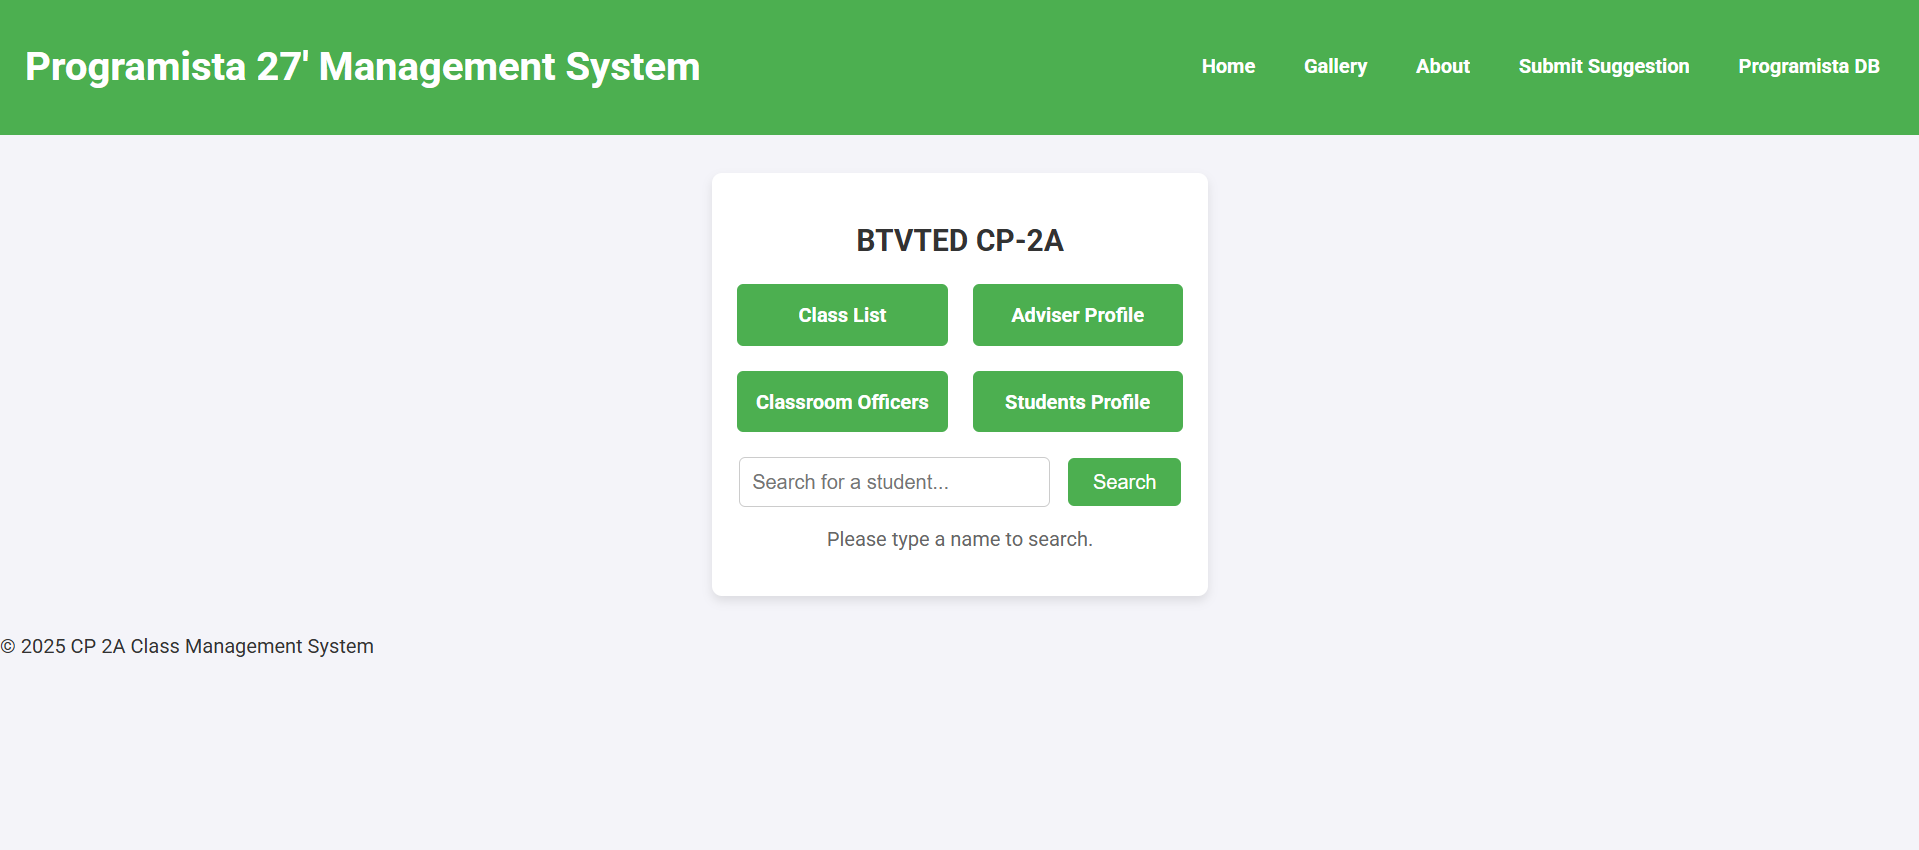 Programista 27' Management System
Home Gallery About Submit Suggestion Programista DB
BTVTED CP-2A
Class List Adviser Profile
Classroom Officers Students Profile
Search for a student... Search
Please type a name to search.
© 2025 CP 2A Class Management System